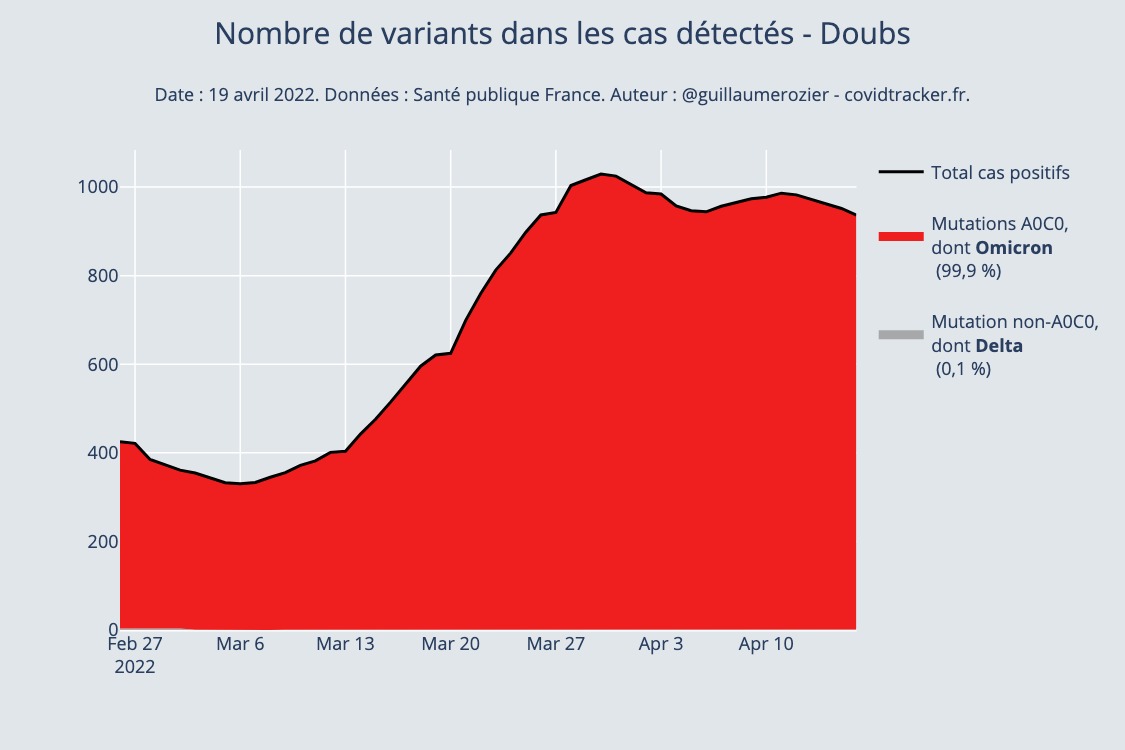 Nombre de variants dans les cas détectés - Doubs
Date : 19 avril 2022. Données : Santé publique France. Auteur : @guillaumerozier - covidtracker.fr.
1000
800
600
400
200
0
Feb 27
2022
Mar 6
Mar 13
Mar 20
Mar 27
Apr 3
Apr 10
Total cas positifs
Mutations A0C0,
dont Omicron
(99,9 %)
Mutation non-A0C0,
dont Delta
(0,1 %)